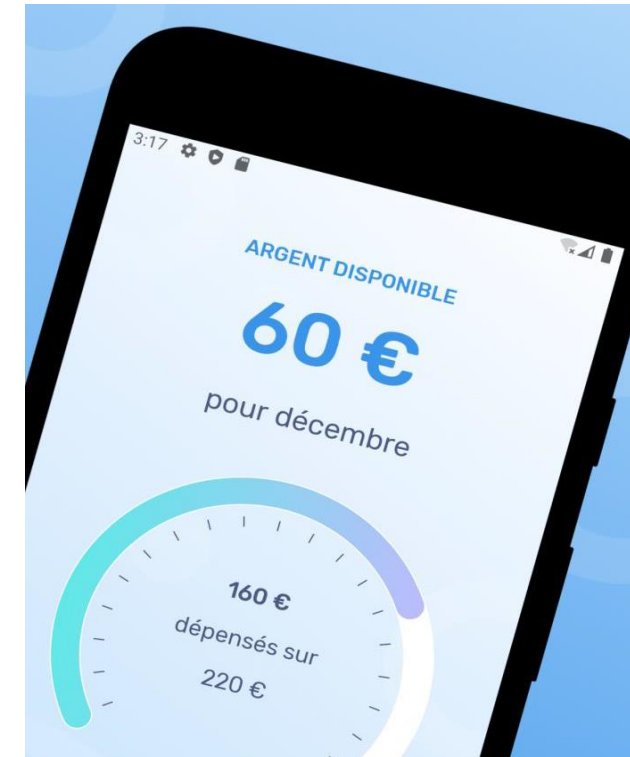 3:17
ARGENT DISPONIBLE
60 €
pour décembre
160 €
dépensés sur
220 €